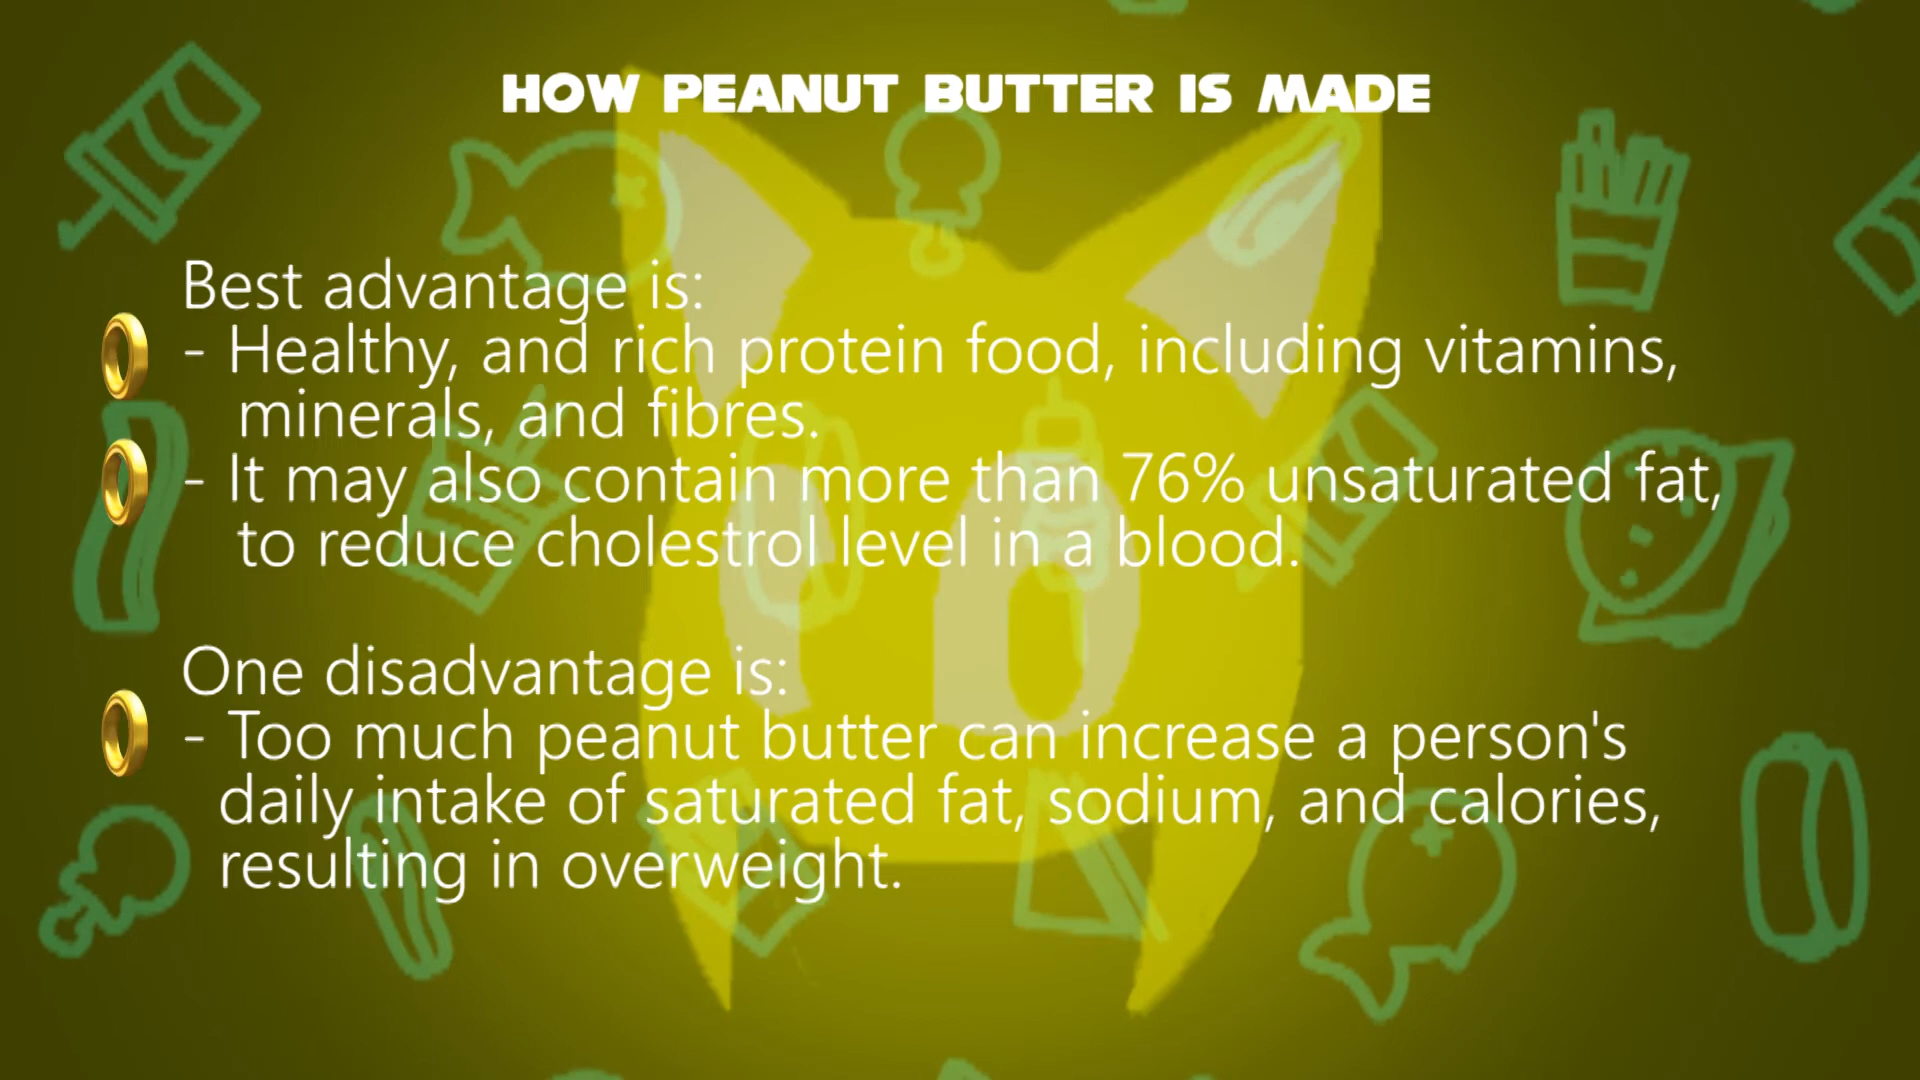 HOW PEANUT BUTTER IS MADE
Best advantage is:
- Healthy, and rich protein food, including vitamins,
minerals, and fibres.
- It may also contain more than 76% unsaturated fat,
to reduce cholestrol level in a blood.
One disadvantage is:
- Too much peanut butter can increase a person's
daily intake of saturated fat, sodium, and calories,
resulting in overweight.